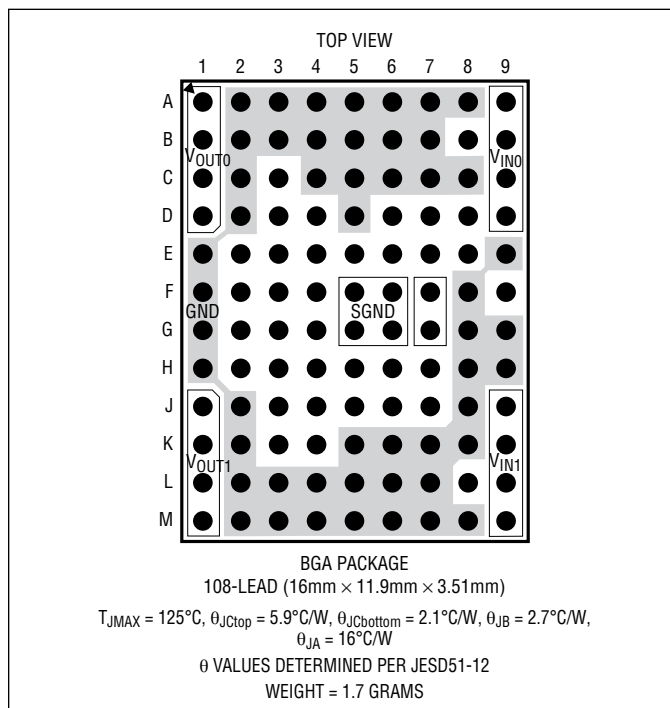 TOP VIEW
1 2 3 4 5 6 7 8 9
A
B
VOUT0 VIN0
C
D
E
F
GND SGND
G
H
J
K
VOUT1 VIN1
L
M
BGA PACKAGE
108-LEAD (16mm × 11.9mm × 3.51mm)
TJMAX = 125°C, θJCtop = 5.9°C/W, θJCbottom = 2.1°C/W, θJB = 2.7°C/W,
θJA = 16°C/W
θ VALUES DETERMINED PER JESD51-12
WEIGHT = 1.7 GRAMS